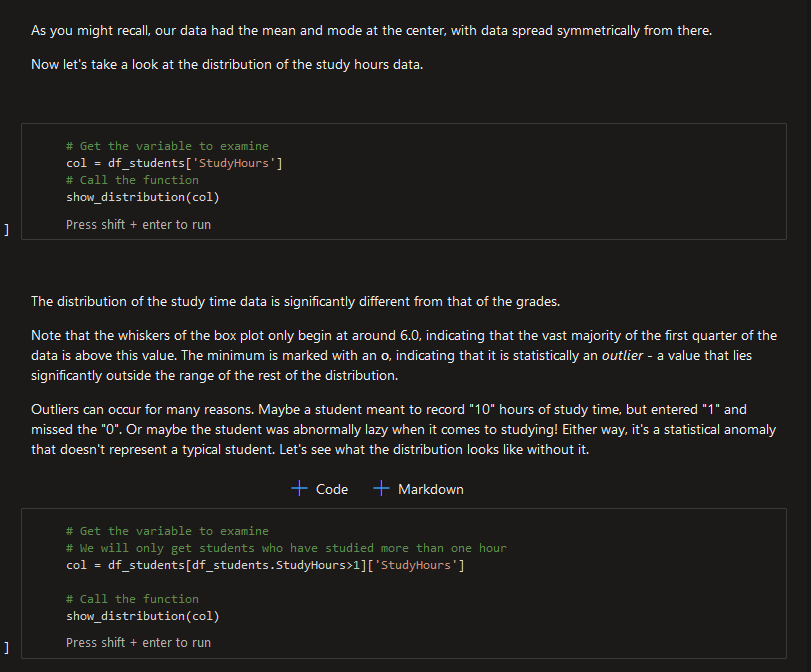 As you might recall, our data had the mean and mode at the center, with data spread symmetrically from there.
Now let's take a look at the distribution of the study hours data.
# Get the variable to examine
col = df_students['StudyHours']
# Call the function
show_distribution(col)
Press shift + enter to run
]
The distribution of the study time data is significantly different from that of the grades.
Note that the whiskers of the box plot only begin at around 6.0, indicating that the vast majority of the first quarter of the
data is above this value. The minimum is marked with an o, indicating that it is statistically an outlier - a value that lies
significantly outside the range of the rest of the distribution.
Outliers can occur for many reasons. Maybe a student meant to record "10" hours of study time, but entered "1" and
missed the "0". Or maybe the student was abnormally lazy when it comes to studying! Either way, it's a statistical anomaly
that doesn't represent a typical student. Let's see what the distribution looks like without it.
+ Code + Markdown
# Get the variable to examine
# We will only get students who have studied more than one hour
col = df_students[df_students.StudyHours>1]['StudyHours']
# Call the function
show_distribution(col)
Press shift + enter to run
]